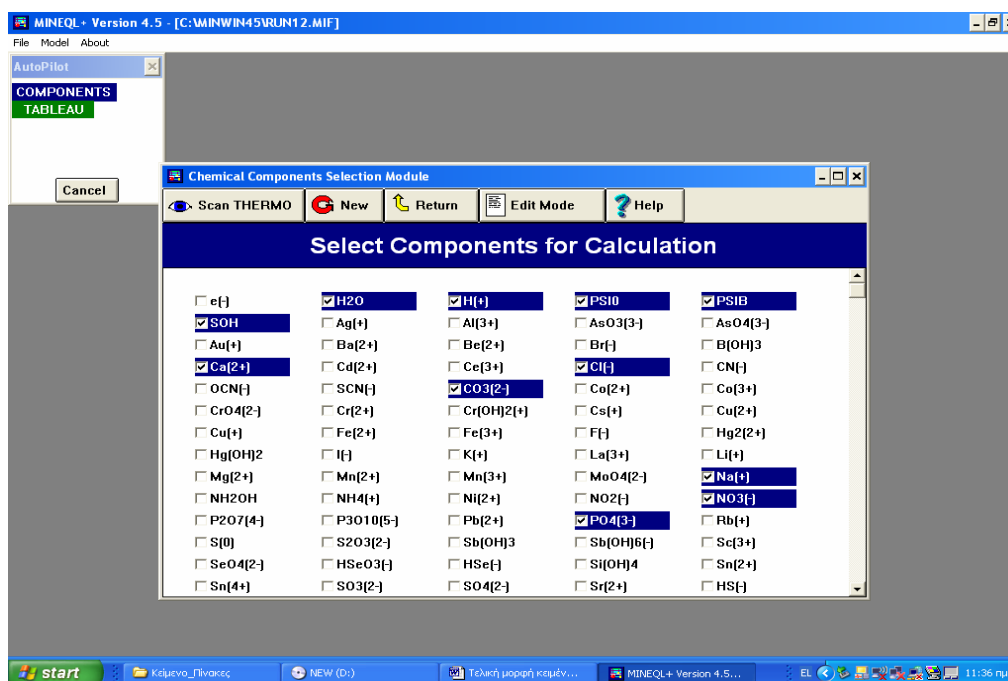 MINEQL+ Version 4.5 - [C:\MINWIN45\RUN12.MIF]
File Model About
AutoPilot
COMPONENTS
TABLEAU
Cancel
Chemical Components Selection Module
Scan THERMO New Return Edit Mode Help
Select Components for Calculation
e(-) H2O H(+) PSI0 PSIB
SOH Ag(+) Al(3+) AsO3(3-) AsO4(3-)
Au(+) Ba(2+) Be(2+) Br(-) B(OH)3
Ca(2+) Cd(2+) Ce(3+) Cl(-) CN(-)
OCN(-) SCN(-) CO3(2-) Co(2+) Co(3+)
CrO4(2-) Cr(2+) Cr(OH)2(+) Cs(+) Cu(2+)
Cu(+) Fe(2+) Fe(3+) F(-) Hg2(2+)
Hg(OH)2 I(-) K(+) La(3+) Li(+)
Mg(2+) Mn(2+) Mn(3+) MoO4(2-) Na(+)
NH2OH NH4(+) Ni(2+) NO2(-) NO3(-)
P2O7(4-) P3O10(5-) Pb(2+) PO4(3-) Rb(+)
S(0) S2O3(2-) Sb(OH)3 Sb(OH)6(-) Sc(3+)
SeO4(2-) HSeO3(-) HSe(-) Si(OH)4 Sn(2+)
Sn(4+) SO3(2-) SO4(2-) Sr(2+) HS(-)
start Κείμενο_Πίνακες NEW (D:) Τελική μορφή κειμέν... MINEQL+ Version 4.5... EL 11:36 πμ